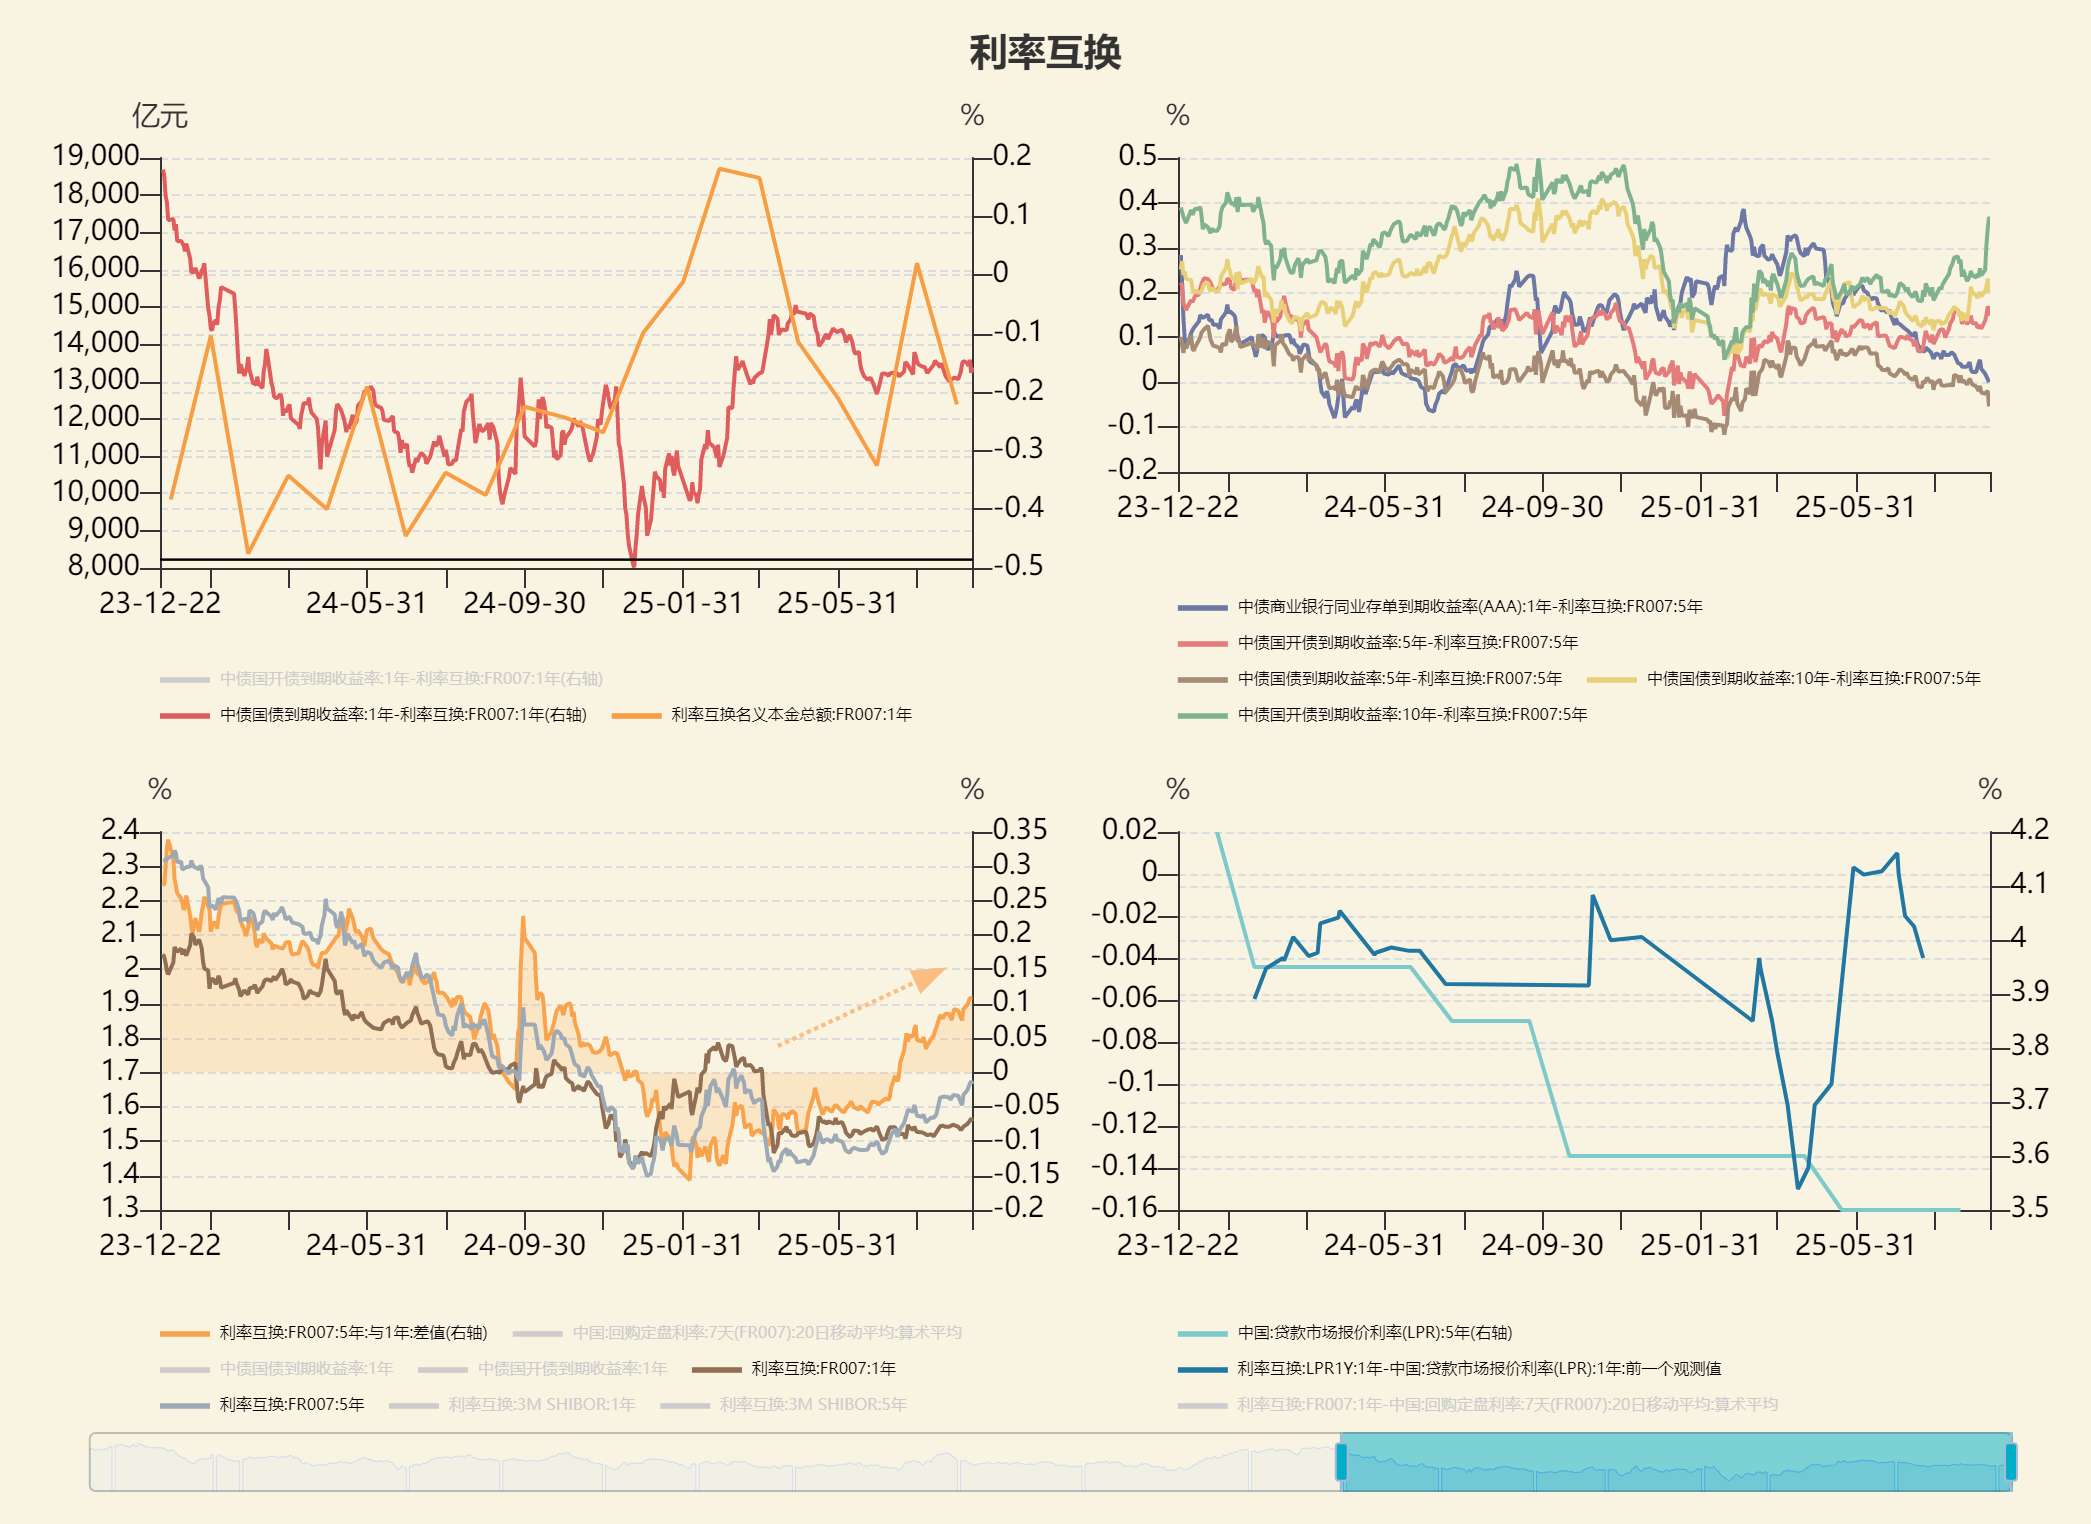 利率互换
亿元 %
19,000 0.2
18,000
17,000 0.1
16,000 0
15,000
14,000 -0.1
13,000 -0.2
12,000
11,000 -0.3
10,000 -0.4
9,000
8,000 -0.5
23-12-22 24-05-31 24-09-30 25-01-31 25-05-31
中债国开债到期收益率:1年-利率互换:FR007:1年(右轴)
中债国债到期收益率:1年-利率互换:FR007:1年(右轴) 利率互换名义本金总额:FR007:1年
%
0.5
0.4
0.3
0.2
0.1
0
-0.1
-0.2
23-12-22 24-05-31 24-09-30 25-01-31 25-05-31
中债商业银行同业存单到期收益率(AAA):1年-利率互换:FR007:5年
中债国开债到期收益率:5年-利率互换:FR007:5年
中债国债到期收益率:5年-利率互换:FR007:5年 中债国债到期收益率:10年-利率互换:FR007:5年
中债国开债到期收益率:10年-利率互换:FR007:5年
% %
2.4 0.35
2.3 0.3
2.2 0.25
2.1 0.2
2 0.15
1.9 0.1
1.8 0.05
1.7 0
1.6 -0.05
1.5 -0.1
1.4 -0.15
1.3 -0.2
23-12-22 24-05-31 24-09-30 25-01-31 25-05-31
利率互换:FR007:5年:与1年:差值(右轴) 中国:回购定盘利率:7天(FR007):20日移动平均:算术平均
中债国债到期收益率:1年 中债国开债到期收益率:1年 利率互换:FR007:1年
利率互换:FR007:5年 利率互换:3M SHIBOR:1年 利率互换:3M SHIBOR:5年
% %
0.02 4.2
0 4.1
-0.02
-0.04 4
-0.06 3.9
-0.08 3.8
-0.1 3.7
-0.12
-0.14 3.6
-0.16 3.5
23-12-22 24-05-31 24-09-30 25-01-31 25-05-31
中国:贷款市场报价利率(LPR):5年(右轴)
利率互换:LPR1Y:1年-中国:贷款市场报价利率(LPR):1年:前一个观测值
利率互换:FR007:1年-中国:回购定盘利率:7天(FR007):20日移动平均:算术平均